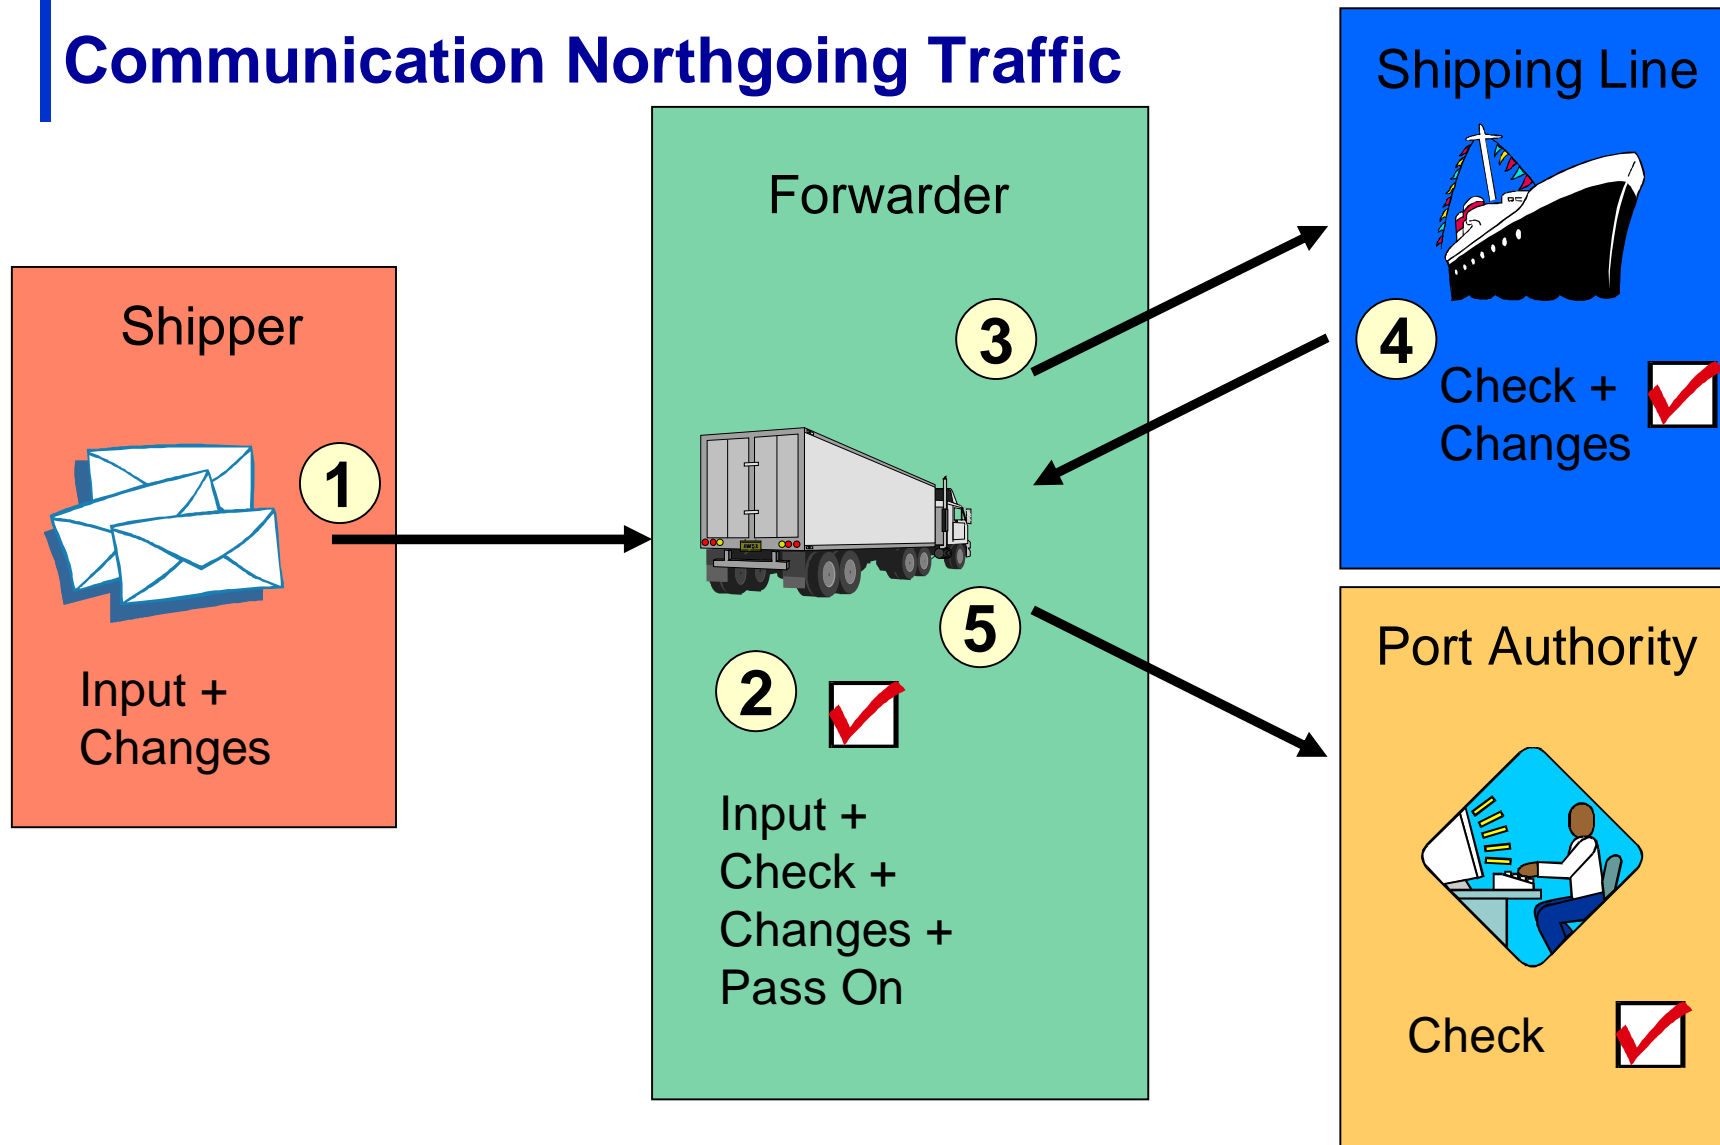 Communication Northgoing Traffic
Shipper
1
Input +
Changes
Forwarder
3
5
2
Input +
Check +
Changes +
Pass On
Shipping Line
4
Check +
Changes
Port Authority
Check